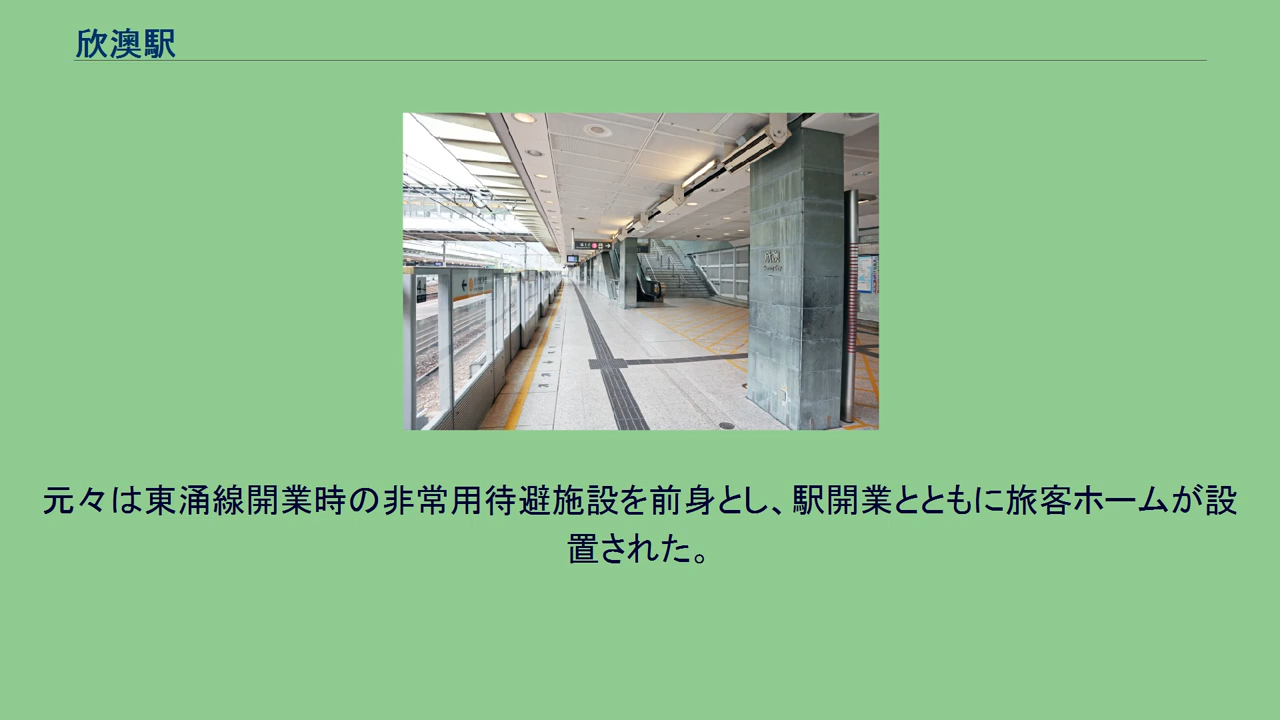 欣澳駅
欣澳
元々は東涌線開業時の非常用待避施設を前身とし、駅開業とともに旅客ホームが設
置された。